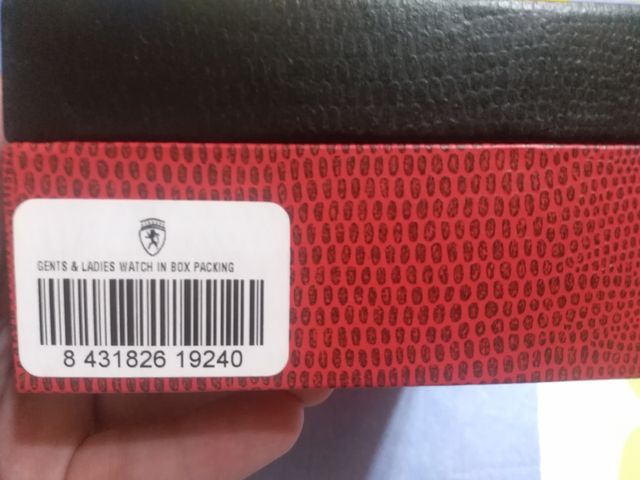 GENTS & LADIES WATCH IN BOX PACKING
8 431826 19240